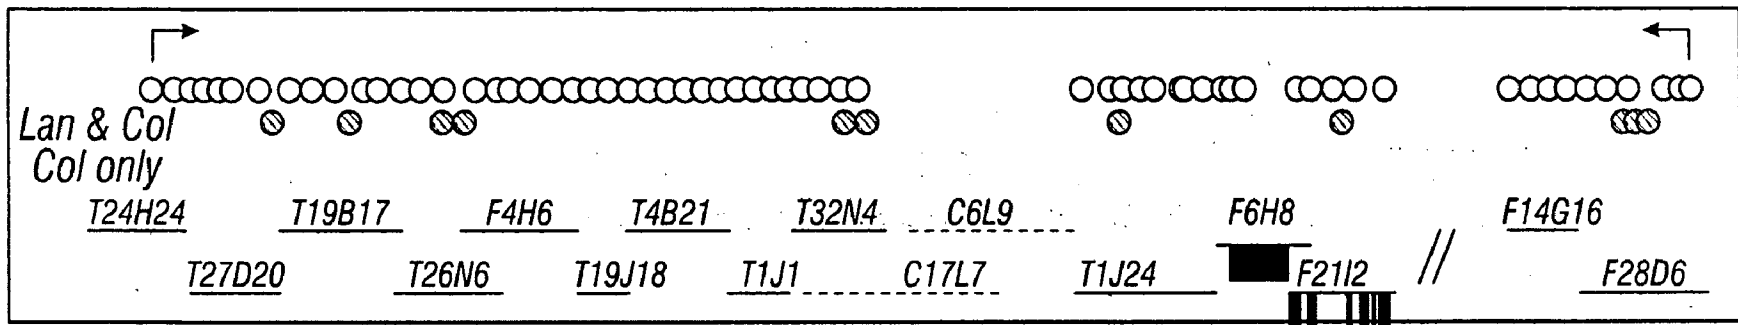 Lan & Col
Col only
T24H24 T19B17 F4H6 T4B21 T32N4 C6L9 F6H8 F14G16
T27D20 T26N6 T19J18 T1J1 C17L7 T1J24 F21I2 // F28D6